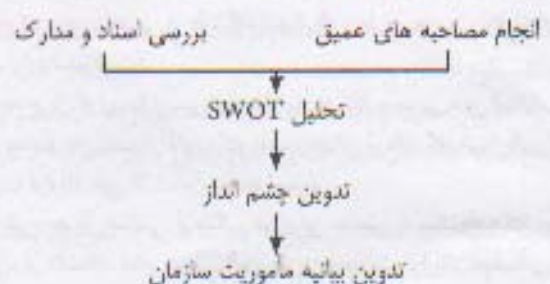 انجام مصاحبه های عمیق
بررسی اسناد و مدارک
تحلیل SWOT
تدوین چشم انداز
تدوین بیانیه ماموریت سازمان